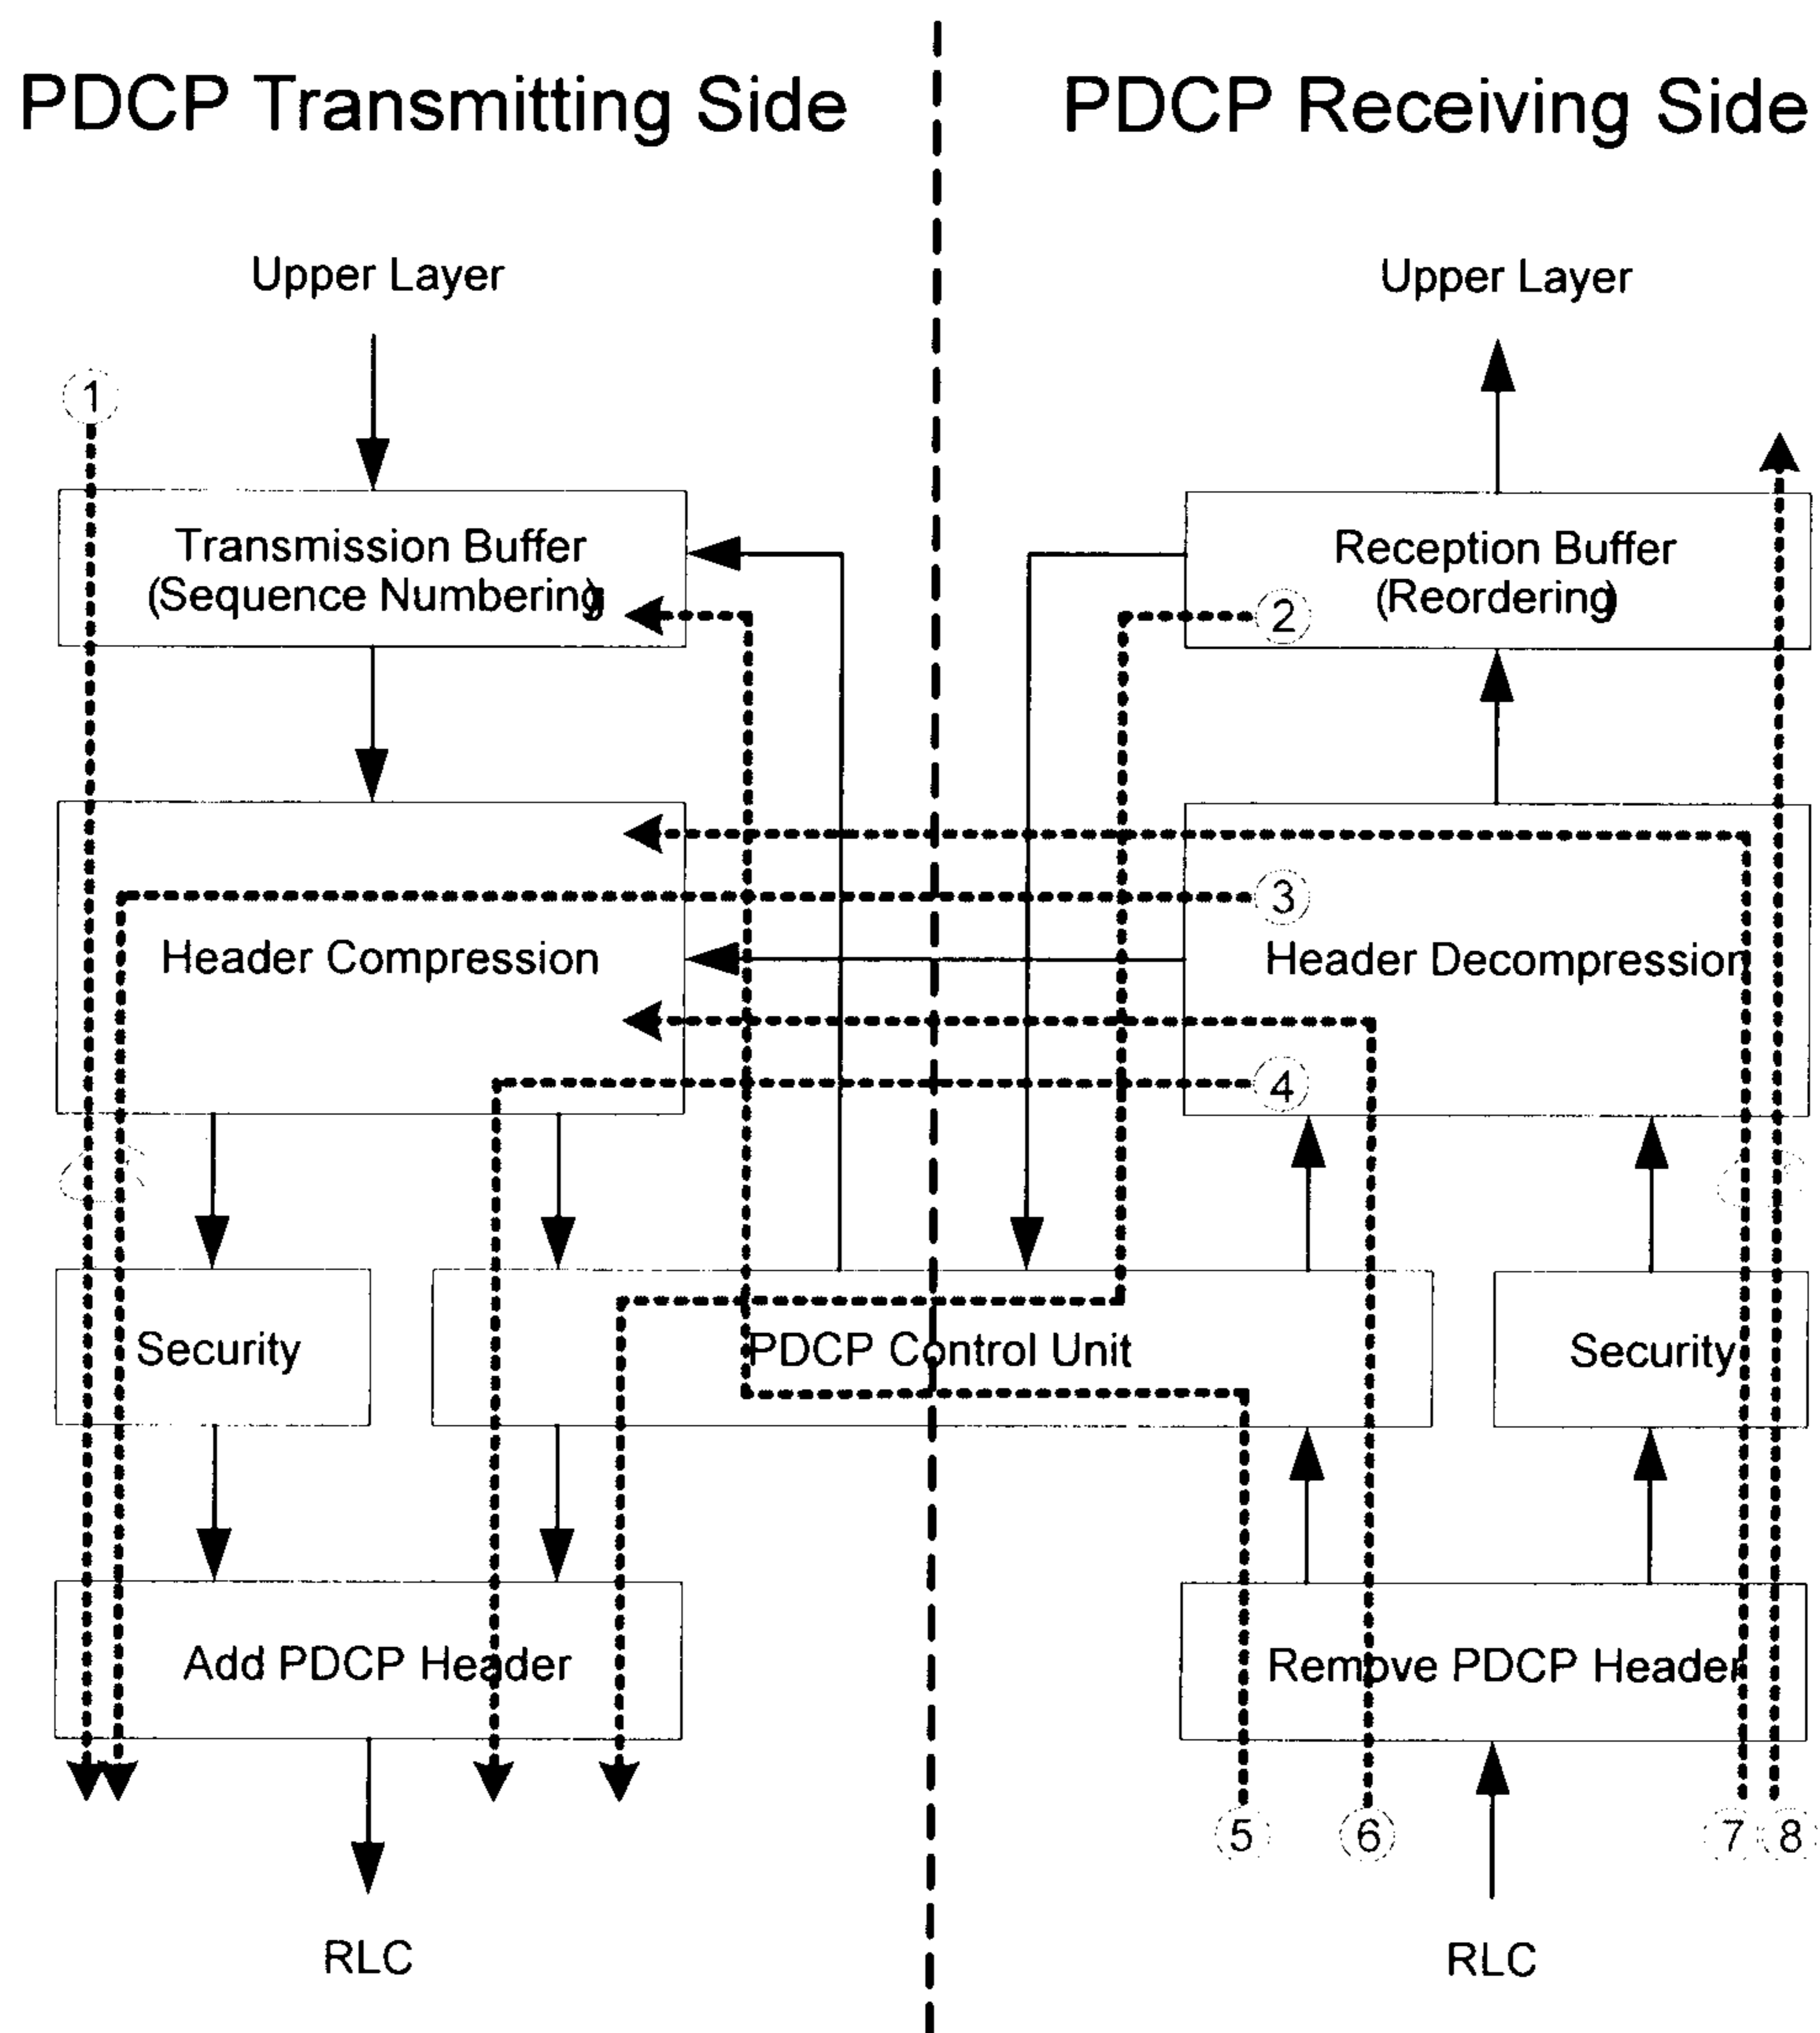 PDCP Transmitting Side
PDCP Receiving Side
Upper Layer
Upper Layer
1
Transmission Buffer
(Sequence Numbering)
Reception Buffer
(Reordering)
2
3
Header Compression
Header Decompression
4
Security
PDCP Control Unit
Security
Add PDCP Header
Remove PDCP Header
5
6
7
8
RLC
RLC